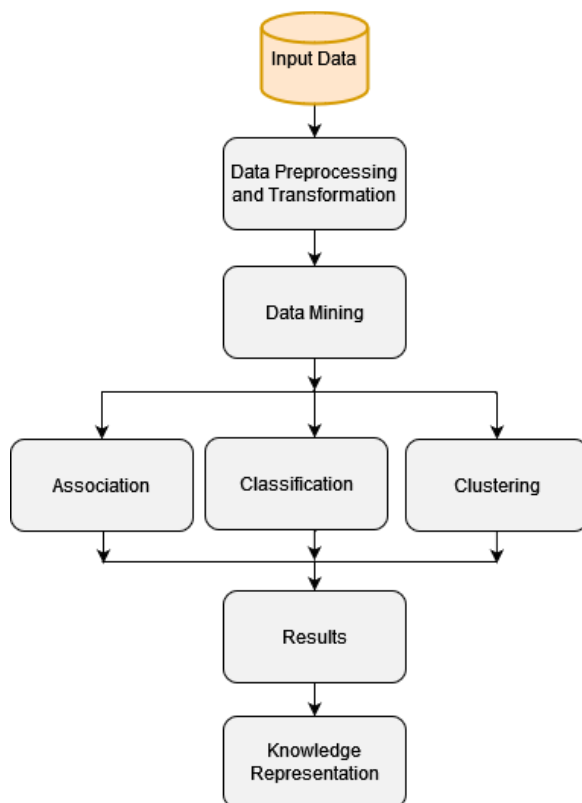 Input Data
Data Preprocessing
and Transformation
Data Mining
Association
Classification
Clustering
Results
Knowledge
Representation